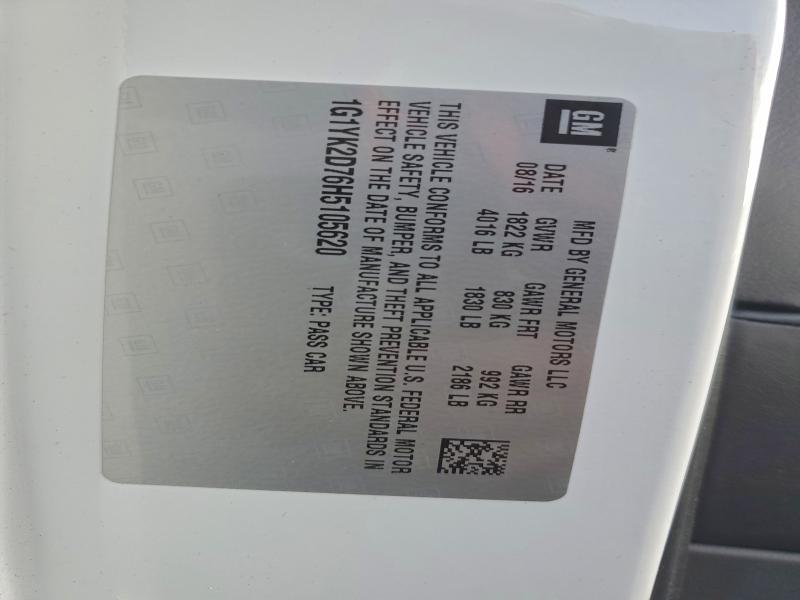 GM®
MFD BY GENERAL MOTORS LLC
DATE GVWR GAWR FRT GAWR RR
08/16 1822 KG 830 KG 992 KG
4016 LB 1830 LB 2186 LB
THIS VEHICLE CONFORMS TO ALL APPLICABLE U.S. FEDERAL MOTOR
VEHICLE SAFETY, BUMPER, AND THEFT PREVENTION STANDARDS IN
EFFECT ON THE DATE OF MANUFACTURE SHOWN ABOVE.
1G1YK2D76H5105620 TYPE: PASS CAR